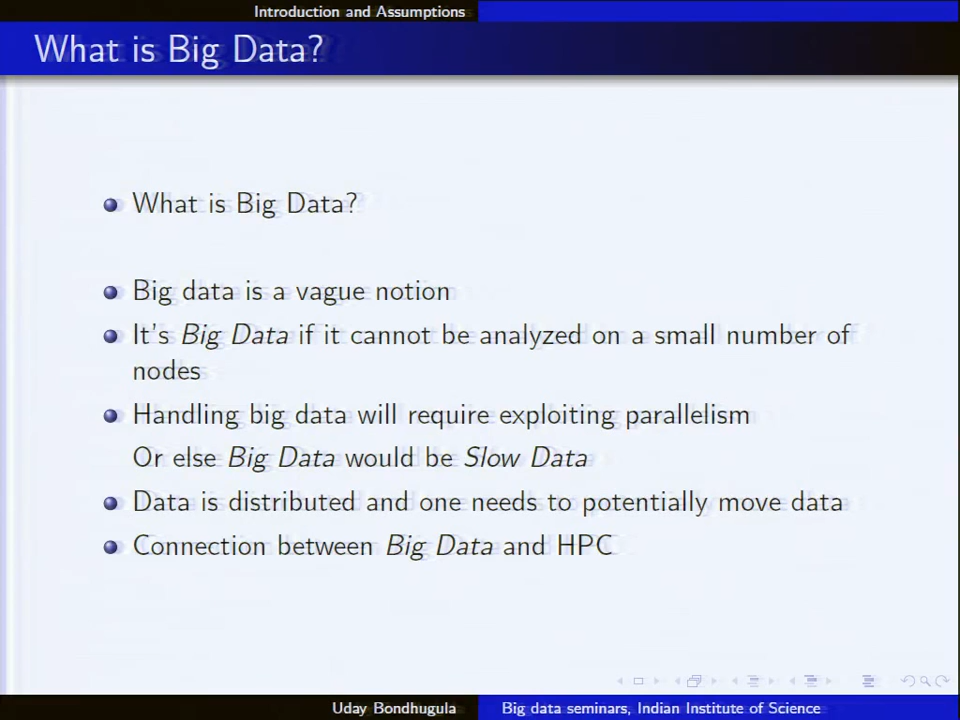 Introduction and Assumptions
What is Big Data?
What is Big Data?
Big data is a vague notion
It's Big Data if it cannot be analyzed on a small number of
nodes
Handling big data will require exploiting parallelism
Or else Big Data would be Slow Data
Data is distributed and one needs to potentially move data
Connection between Big Data and HPC
Uday Bondhugula
Big data seminars, Indian Institute of Science